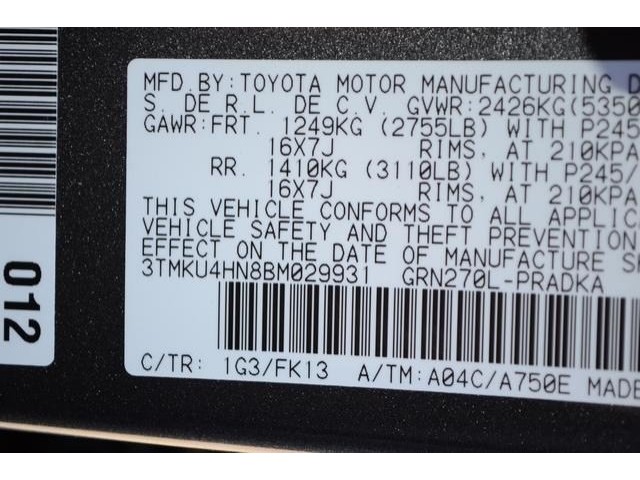 MFD.BY:TOYOTA MOTOR MANUFACTURING D
S. DE R.L. DE C.V. GVWR:2426KG(5350
GAWR:FRT. 1249KG (2755LB) WITH P245
16X7J RIMS, AT 210KPA
RR. 1410KG (3110LB) WITH P245/
16X7J RIMS, AT 210KPA
THIS VEHICLE CONFORMS TO ALL APPLIC
VEHICLE SAFETY AND THEFT PREVENTION
EFFECT ON THE DATE OF MANUFACTURE S
3TMKU4HN8BM029931 GRN270L-PRADKA
C/TR: 1G3/FK13 A/TM:A04C/A750E MADE
012